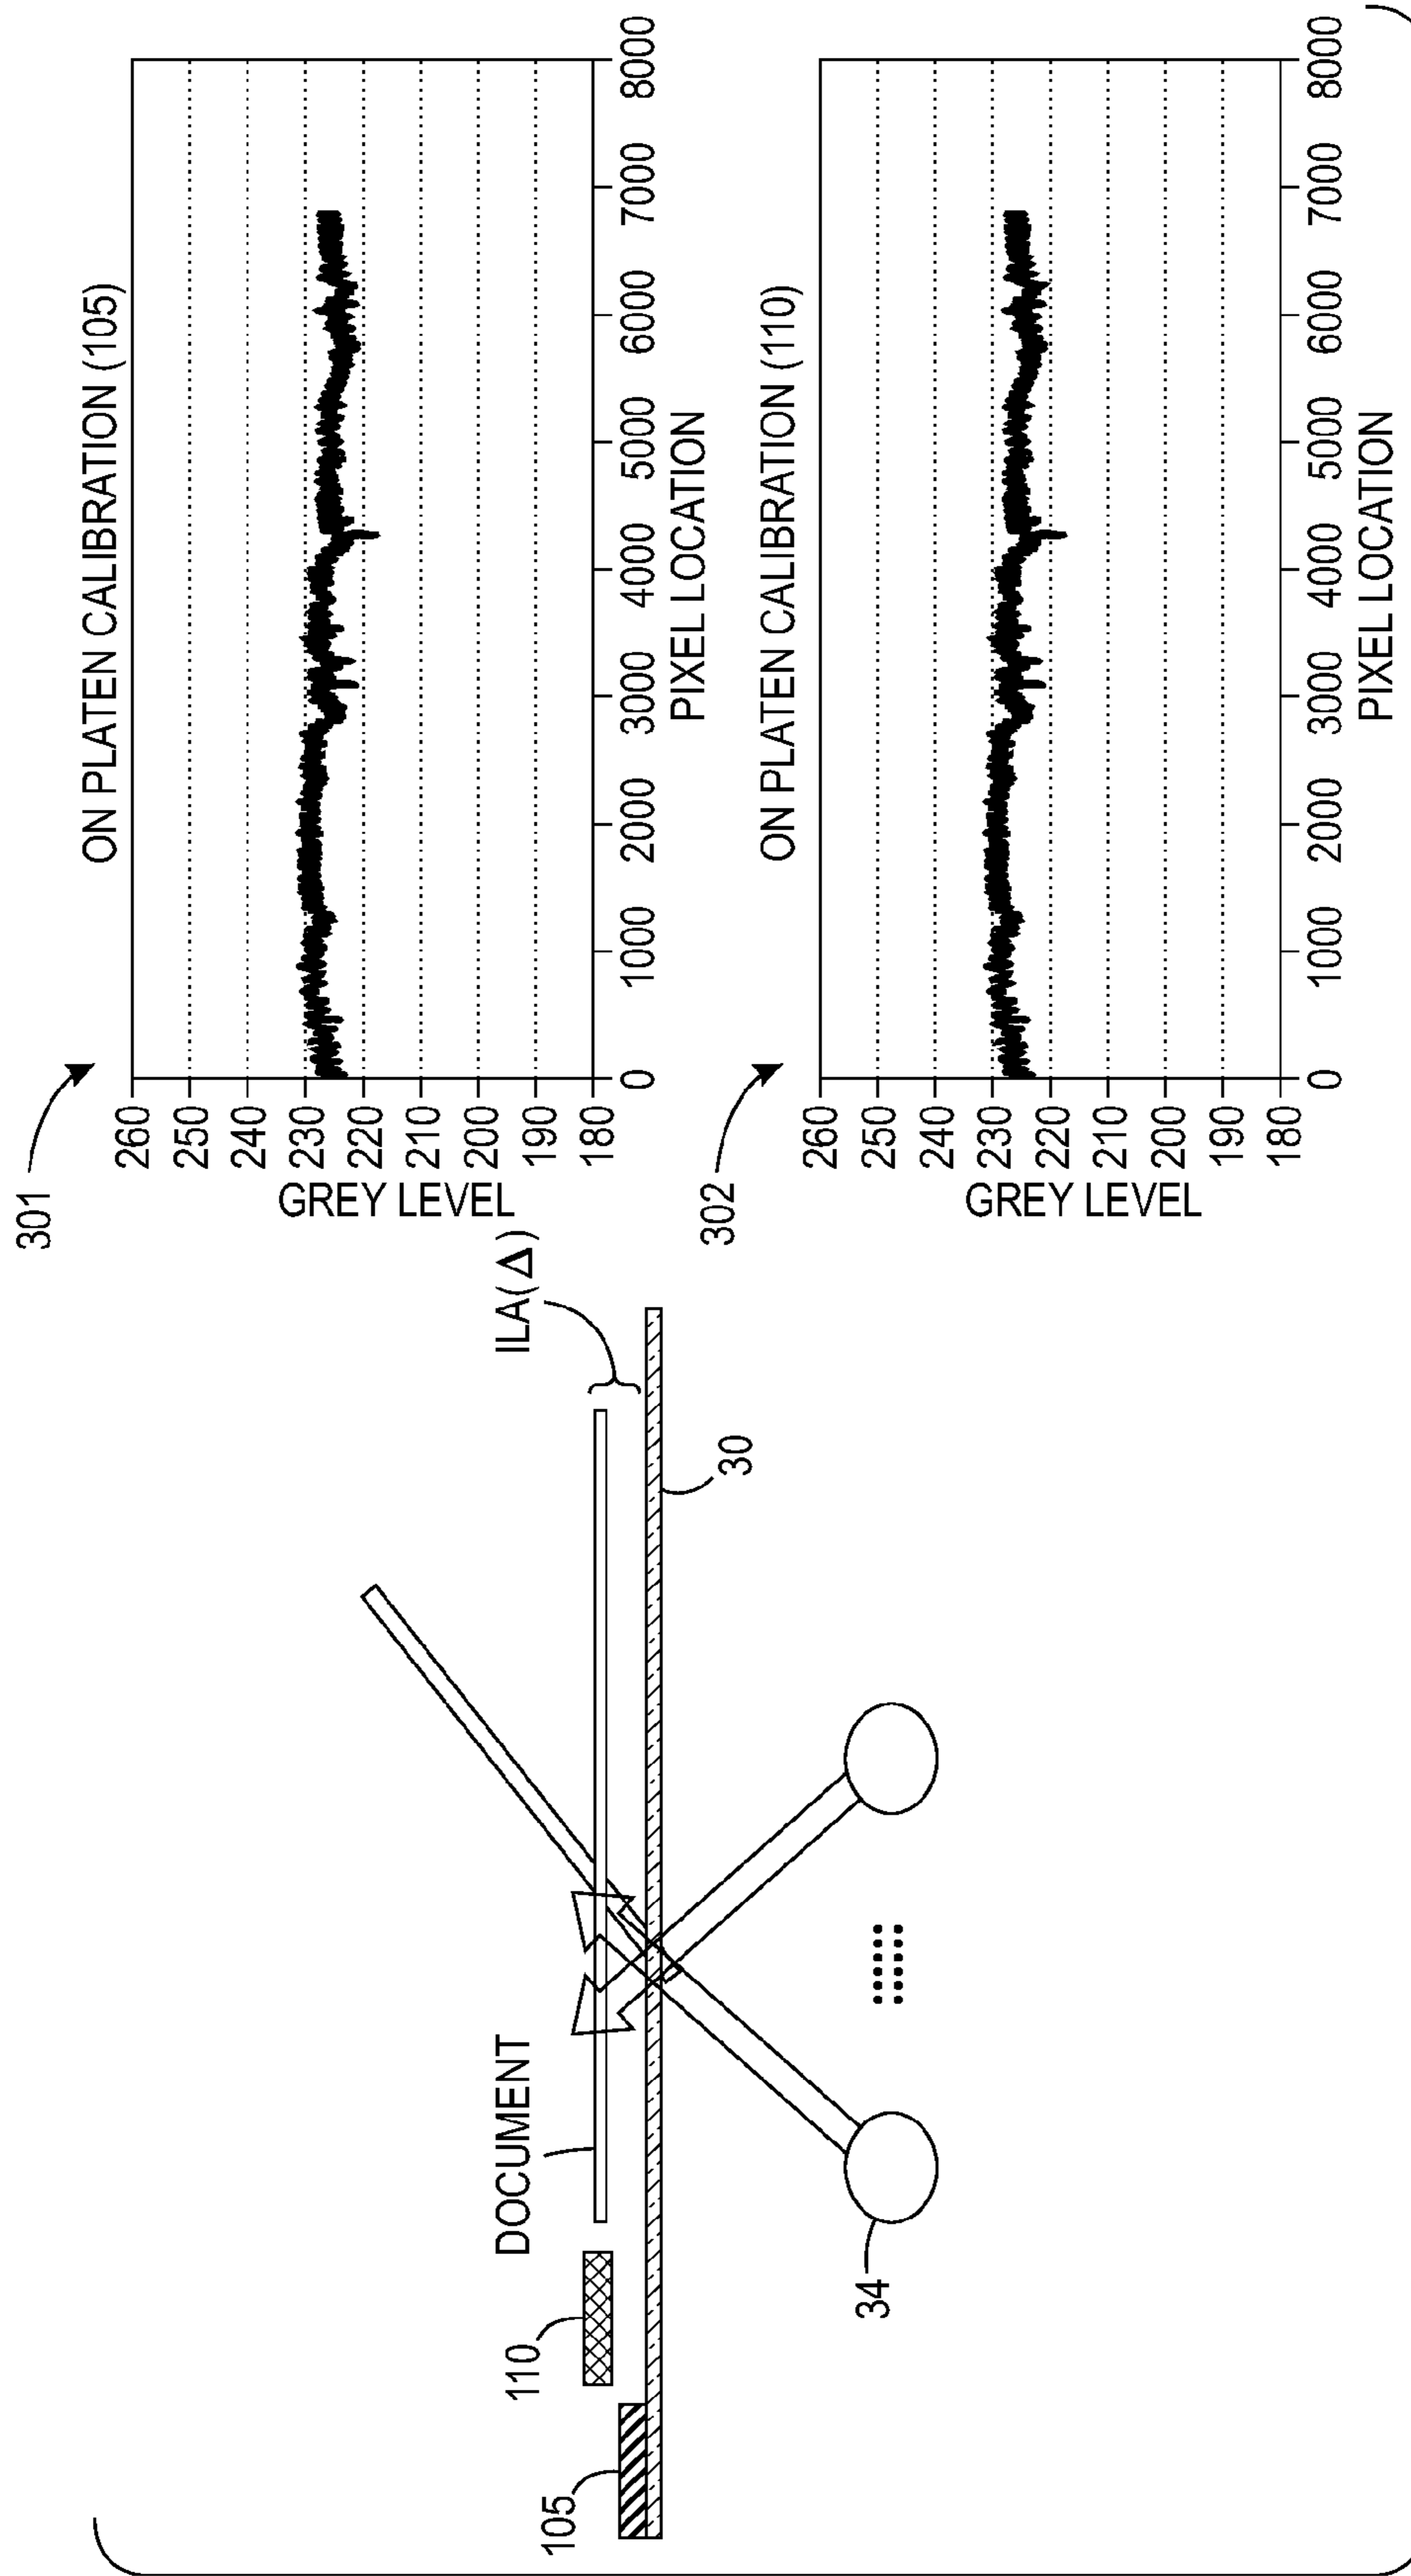 105
110
DOCUMENT
ILA(Δ)
30
34
301
ON PLATEN CALIBRATION (105)
260
250
240
230
220
210
200
190
180
GREY LEVEL
0 1000 2000 3000 4000 5000 6000 7000 8000
PIXEL LOCATION
302
ON PLATEN CALIBRATION (110)
260
250
240
230
220
210
200
190
180
GREY LEVEL
0 1000 2000 3000 4000 5000 6000 7000 8000
PIXEL LOCATION